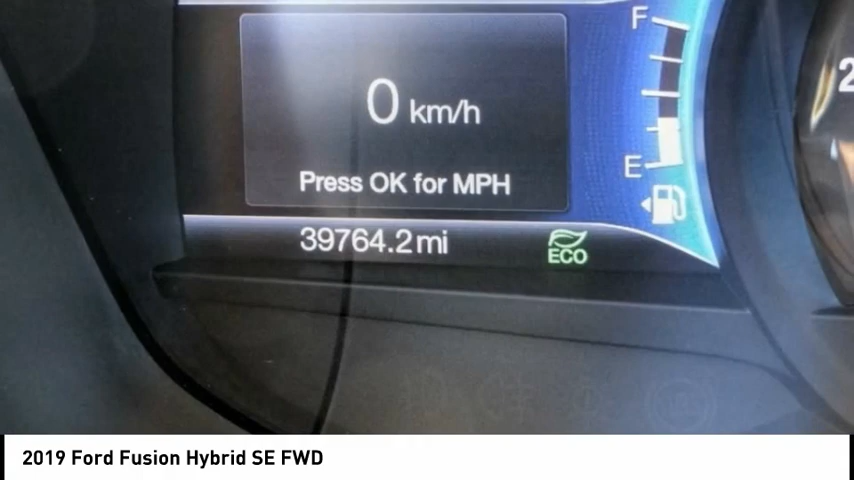 F
0 km/h
E
Press OK for MPH
39764.2 mi
ECO
2019 Ford Fusion Hybrid SE FWD